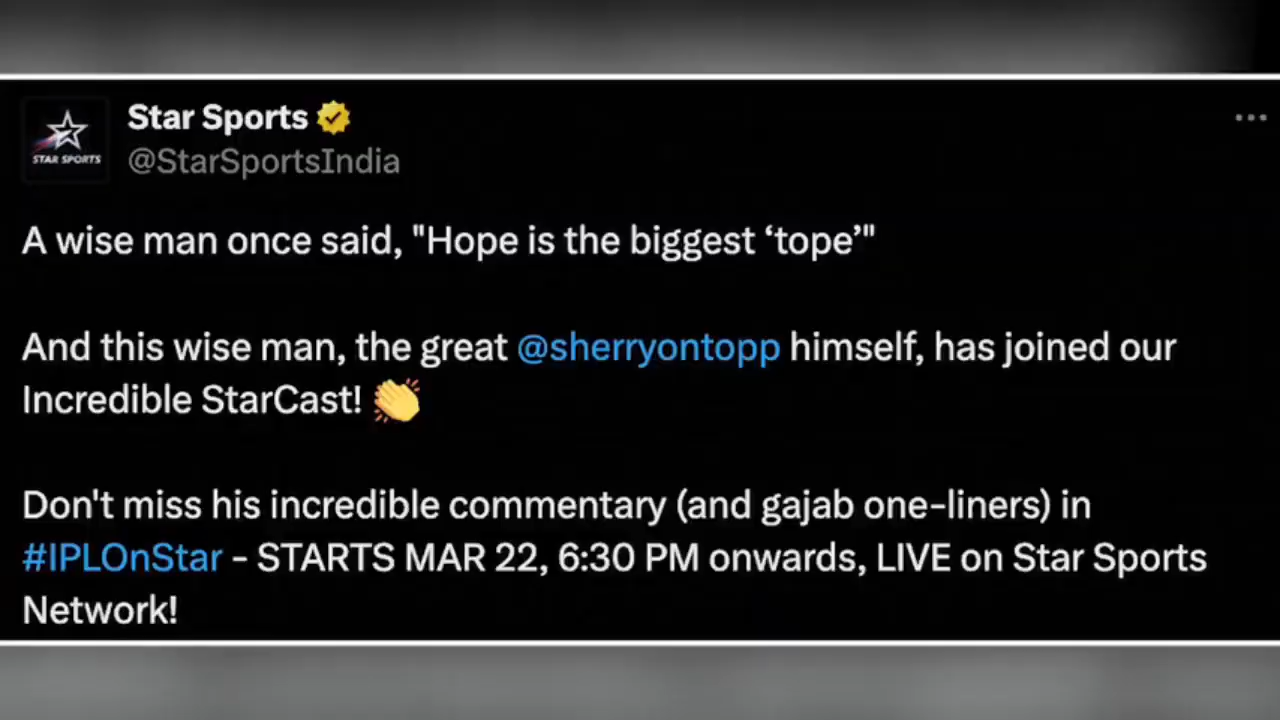 Star Sports
@StarSportsIndia
STAR SPORTS
A wise man once said, "Hope is the biggest ‘tope’"
And this wise man, the great @sherryontopp himself, has joined our
Incredible StarCast! 👏
Don't miss his incredible commentary (and gajab one-liners) in
#IPLOnStar - STARTS MAR 22, 6:30 PM onwards, LIVE on Star Sports
Network!